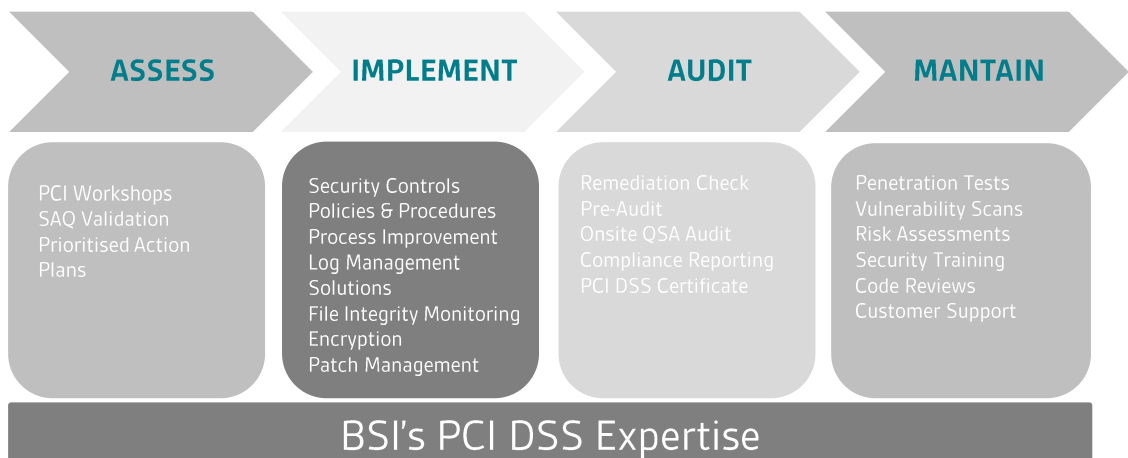 ASSESS
IMPLEMENT
AUDIT
MANTAIN
PCI Workshops
SAQ Validation
Prioritised Action
Plans
Security Controls
Policies & Procedures
Process Improvement
Log Management
Solutions
File Integrity Monitoring
Encryption
Patch Management
Remediation Check
Pre-Audit
Onsite QSA Audit
Compliance Reporting
PCI DSS Certificate
Penetration Tests
Vulnerability Scans
Risk Assessments
Security Training
Code Reviews
Customer Support
BSI's PCI DSS Expertise